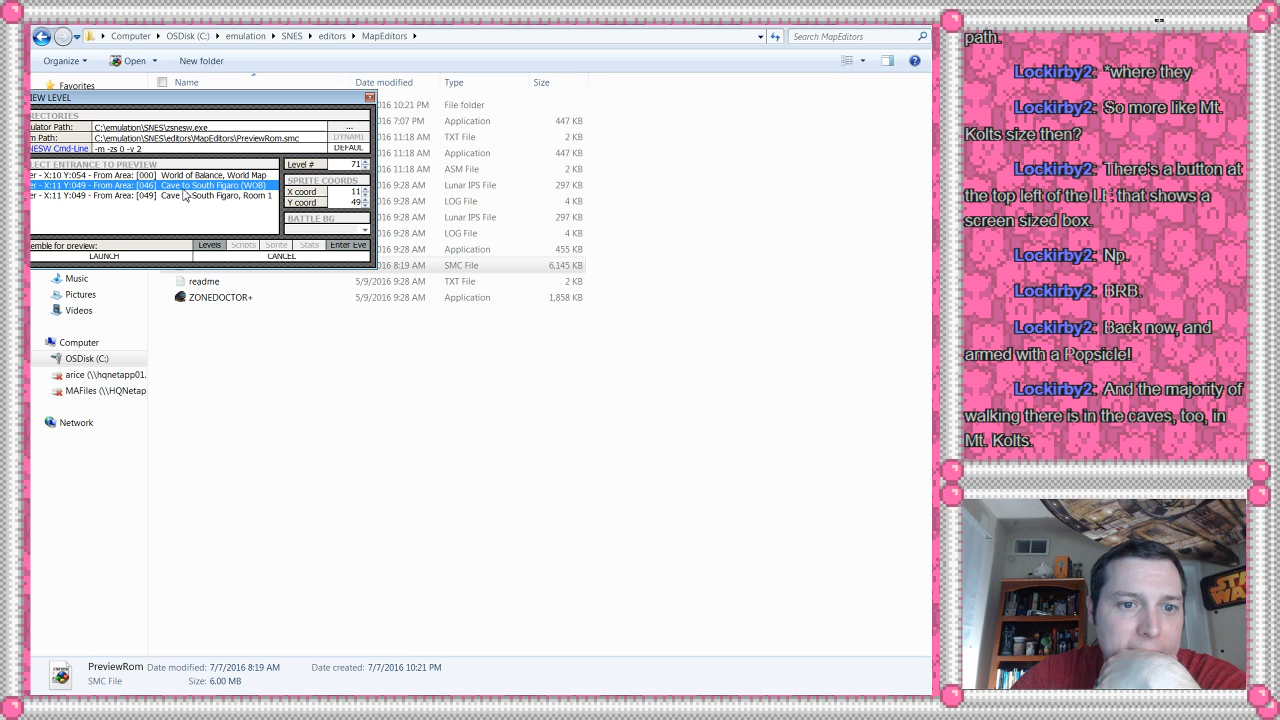 Computer ▸ OSDisk (C:) ▸ emulation ▸ SNES ▸ editors ▸ MapEditors ▸
Search MapEditors
Organize ▾ Open ▾ New folder
Favorites
Name Date modified Type Size
IEW LEVEL
016 10:21 PM File folder
IRECTORIES
016 7:07 PM Application 447 KB
ulator Path: C:\emulation\SNES\zsnesw.exe ...
016 11:18 AM TXT File 2 KB
m Path: C:\emulation\SNES\editors\MapEditors\PreviewRom.smc DYNAMI
016 11:18 AM Application 447 KB
NESW Cmd-Line -m -zs 0 -v 2 DEFAUL
016 11:18 AM ASM File 2 KB
LECT ENTRANCE TO PREVIEW Level # 71
016 9:28 AM Lunar IPS File 297 KB
er - X:10 Y:054 - From Area: [000] World of Balance, World Map
SPRITE COORDS
er - X:11 Y:049 - From Area: [046] Cave to South Figaro (WOB)
016 9:28 AM LOG File 4 KB
X coord 11
er - X:11 Y:049 - From Area: [049] Cave to South Figaro, Room 1
Y coord 49
016 9:28 AM Lunar IPS File 297 KB
BATTLE BG
016 9:28 AM LOG File 4 KB
emble for preview: Levels Scripts Sprite Stats Enter Eve
016 9:28 AM Application 455 KB
LAUNCH CANCEL
016 8:19 AM SMC File 6,145 KB
Music
readme 5/9/2016 9:28 AM TXT File 2 KB
Pictures
ZONEDOCTOR+ 5/9/2016 9:28 AM Application 1,858 KB
Videos
Computer
OSDisk (C:)
arice (\\hqnetapp01.
MAFiles (\\HQNetap
Network
PreviewRom Date modified: 7/7/2016 8:19 AM Date created: 7/7/2016 10:21 PM
SMC File Size: 6.00 MB
path.
Lockirby2: *where they
Lockirby2: So more like Mt.
Kolts size then?
Lockirby2: There's a button at
the top left of the that shows a
screen sized box.
Lockirby2: Np.
Lockirby2: BRB.
Lockirby2: Back now, and
armed with a Popsicle!
Lockirby2: And the majority of
walking there is in the caves, too, in
Mt. Kolts.
STAR
WA